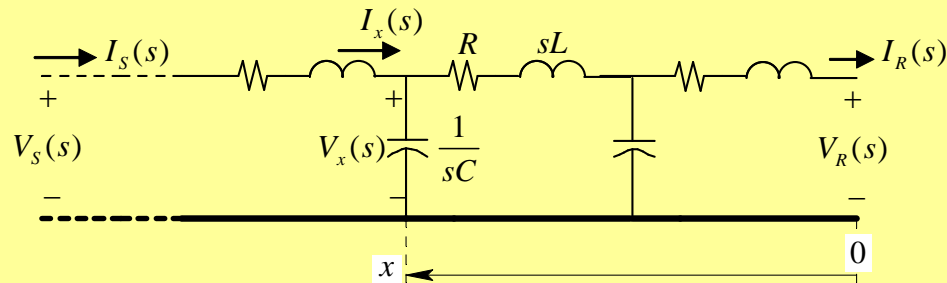 I_x(s)
I_S(s) R sL I_R(s)
+ + +
V_S(s) V_x(s) 1/sC V_R(s)
− − −
x 0